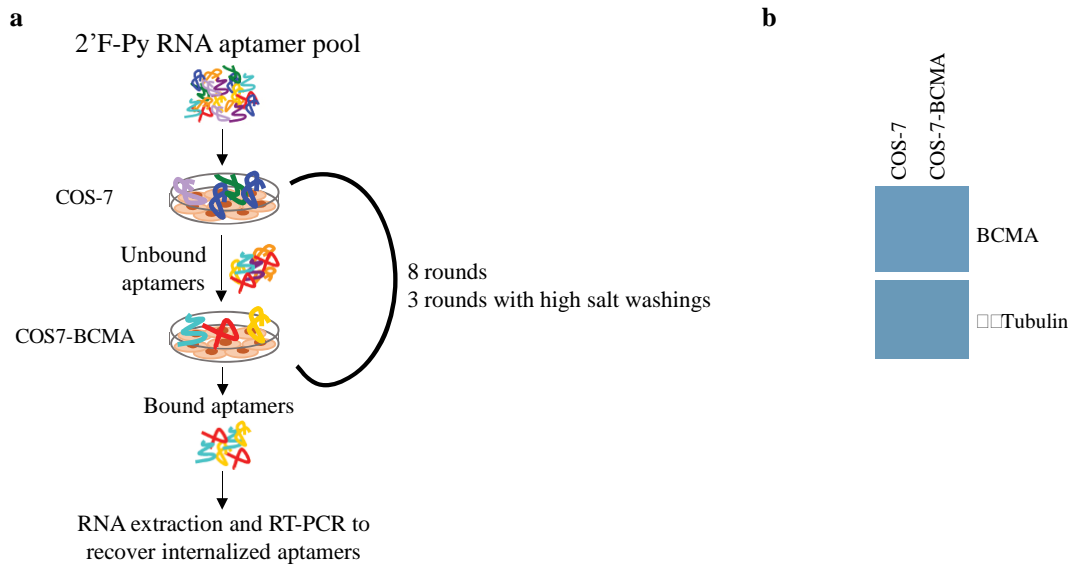 a
2’F-Py RNA aptamer pool
COS-7
Unbound
aptamers
COS7-BCMA
8 rounds
3 rounds with high salt washings
Bound aptamers
RNA extraction and RT-PCR to
recover internalized aptamers
b
COS-7
COS-7-BCMA
BCMA
□□Tubulin